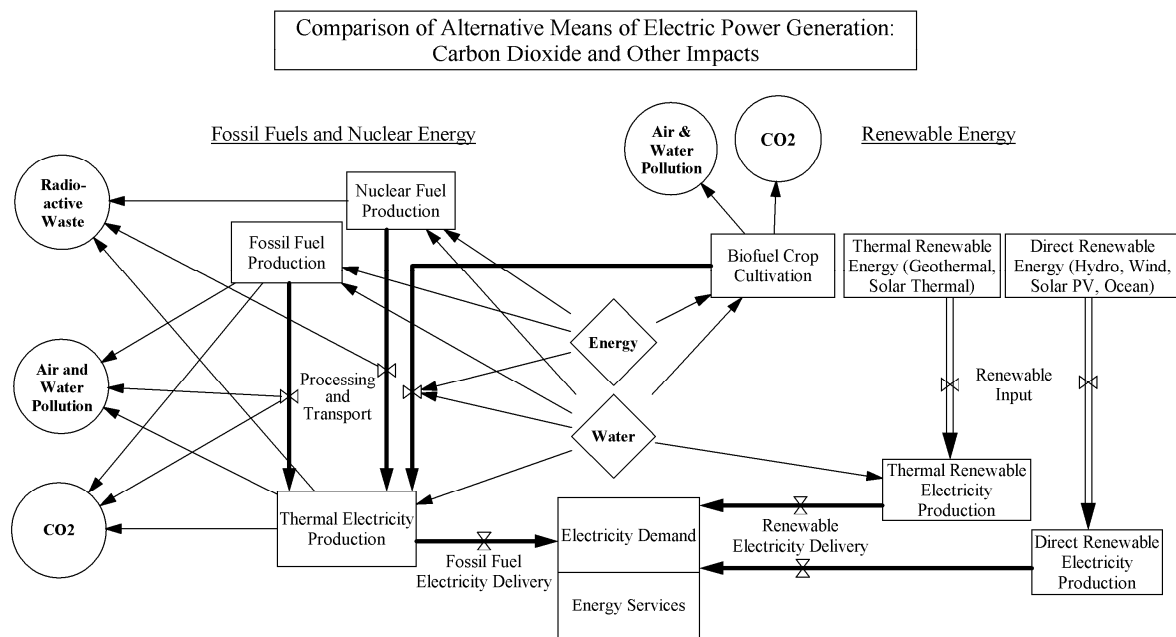 Comparison of Alternative Means of Electric Power Generation:
Carbon Dioxide and Other Impacts
Fossil Fuels and Nuclear Energy
Renewable Energy
Air &
Water
Pollution
CO2
Radio-
active
Waste
Nuclear Fuel
Production
Fossil Fuel
Production
Biofuel Crop
Cultivation
Thermal Renewable
Energy (Geothermal,
Solar Thermal)
Direct Renewable
Energy (Hydro, Wind,
Solar PV, Ocean)
Energy
Air and
Water
Pollution
Processing
and
Transport
Renewable
Input
Water
CO2
Thermal Electricity
Production
Thermal Renewable
Electricity
Production
Electricity Demand
Renewable
Electricity Delivery
Fossil Fuel
Electricity Delivery
Direct Renewable
Electricity
Production
Energy Services